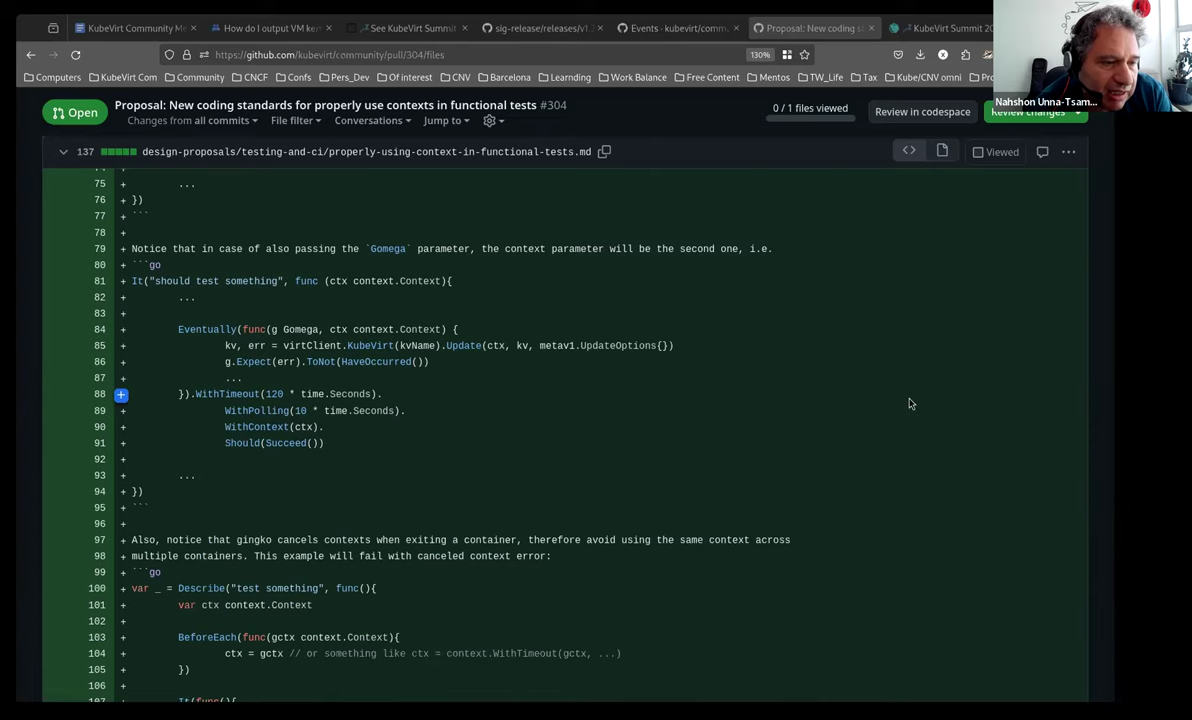 KubeVirt Community Me
How do I output VM ker
See KubeVirt Summit
sig-release/releases/v1.
Events · kubevirt/comm
Proposal: New coding s
KubeVirt Summit 20
https://github.com/kubevirt/community/pull/304/files
130%
Computers
KubeVirt Com
Community
CNCF
Confs
Pers_Dev
Of interest
CNV
Barcelona
Learnding
Work Balance
Free Content
Mentos
TW_Life
Tax
Kube/CNV omni
Pro
Nahshon Unna-Tsam...
Open
Proposal: New coding standards for properly use contexts in functional tests #304
Changes from all commits
File filter
Conversations
Jump to
0 / 1 files viewed
Review in codespace
Review changes
137
design-proposals/testing-and-ci/properly-using-context-in-functional-tests.md
Viewed
75 + ...
76 + })
77 + ```
78 +
79 + Notice that in case of also passing the `Gomega` parameter, the context parameter will be the second one, i.e.
80 + ```go
81 + It("should test something", func (ctx context.Context){
82 + ...
83 +
84 + Eventually(func(g Gomega, ctx context.Context) {
85 + kv, err = virtClient.KubeVirt(kvName).Update(ctx, kv, metav1.UpdateOptions{})
86 + g.Expect(err).ToNot(HaveOccurred())
87 + ...
88 + }).WithTimeout(120 * time.Seconds).
89 + WithPolling(10 * time.Seconds).
90 + WithContext(ctx).
91 + Should(Succeed())
92 +
93 + ...
94 + })
95 + ```
96 +
97 + Also, notice that gingko cancels contexts when exiting a container, therefore avoid using the same context across
98 + multiple containers. This example will fail with canceled context error:
99 + ```go
100 + var _ = Describe("test something", func(){
101 + var ctx context.Context
102 +
103 + BeforeEach(func(gctx context.Context){
104 + ctx = gctx // or something like ctx = context.WithTimeout(gctx, ...)
105 + })
106 +
107 + It(func(){